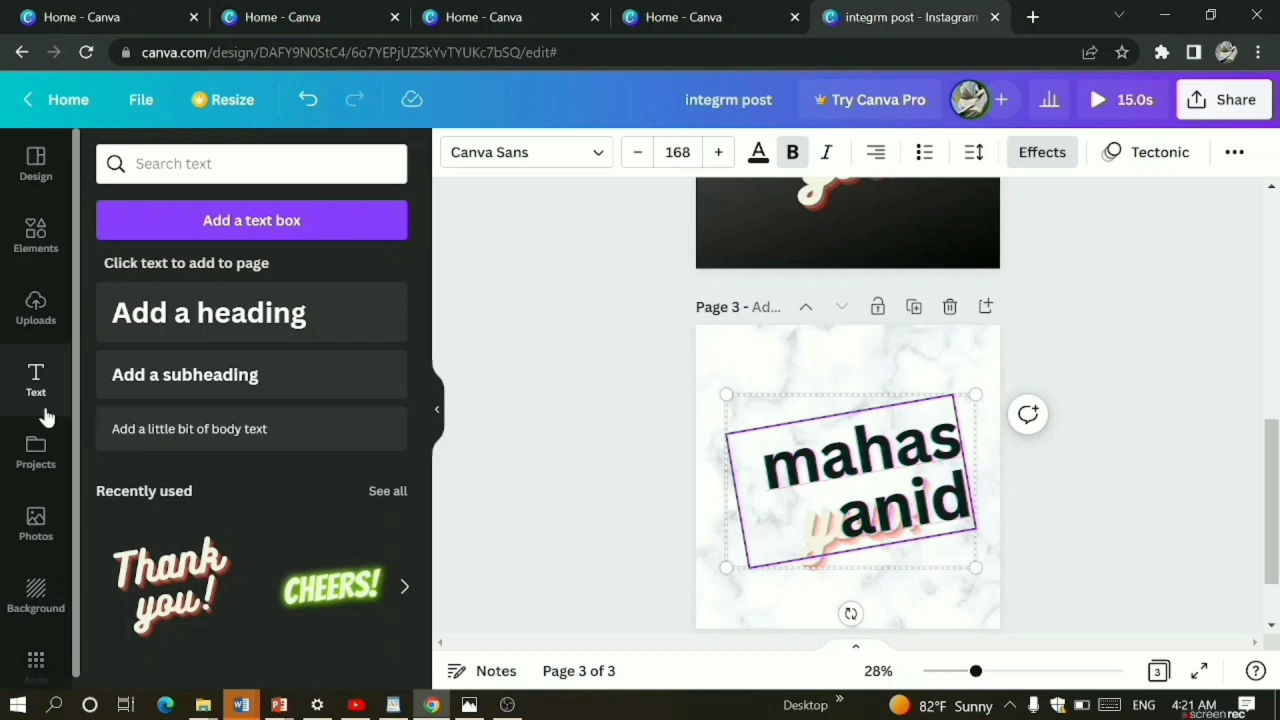 Home - Canva
Home - Canva
Home - Canva
Home - Canva
integrm post - Instagram
canva.com/design/DAFY9N0StC4/6o7YEPjUZSkYvTYUKc7bSQ/edit#
Home
File
Resize
integrm post
Try Canva Pro
15.0s
Share
Design
Elements
Uploads
Text
Projects
Photos
Background
Apps
Search text
Add a text box
Click text to add to page
Add a heading
Add a subheading
Add a little bit of body text
Recently used
See all
Thank
you!
CHEERS!
Canva Sans
168
B
Effects
Tectonic
Page 3 - Ad...
mahas
anid
Notes
Page 3 of 3
28%
3
Desktop
82°F Sunny
ENG
4:21 AM
screenrec